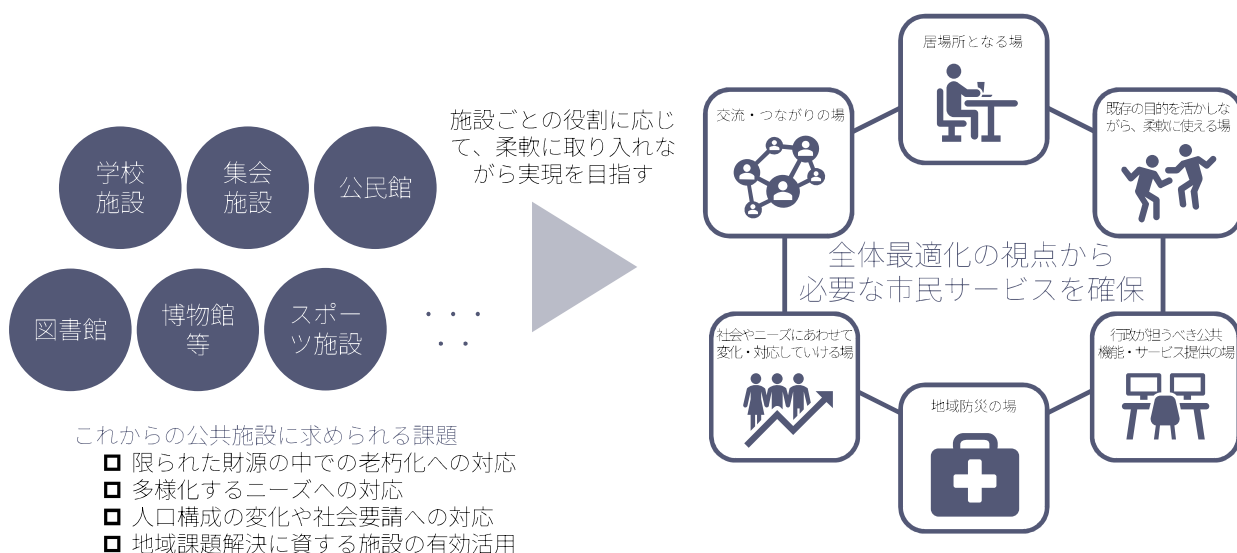 学校
施設
集会
施設
公民館
図書館
博物館
等
スポー
ツ施設
・・・
・・
これからの公共施設に求められる課題
限られた財源の中での老朽化への対応
多様化するニーズへの対応
人口構成の変化や社会要請への対応
地域課題解決に資する施設の有効活用
施設ごとの役割に応じ
て、柔軟に取り入れな
がら実現を目指す
居場所となる場
交流・つながりの場
既存の目的を活かしな
がら、柔軟に使える場
全体最適化の視点から
必要な市民サービスを確保
社会やニーズにあわせて
変化・対応していける場
行政が担うべき公共
機能・サービス提供の場
地域防災の場